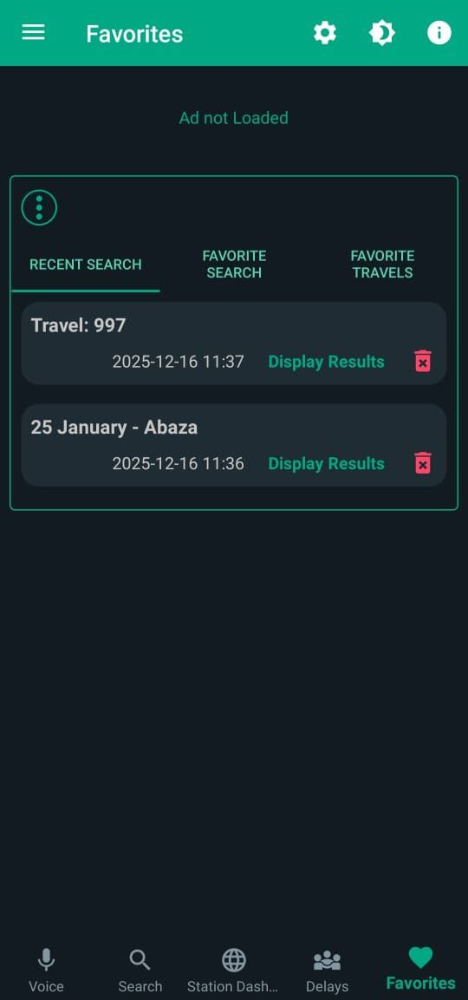 Favorites
Ad not Loaded
RECENT SEARCH
FAVORITE
SEARCH
FAVORITE
TRAVELS
Travel: 997
2025-12-16 11:37 Display Results
25 January - Abaza
2025-12-16 11:36 Display Results
Voice
Search
Station Dash...
Delays
Favorites